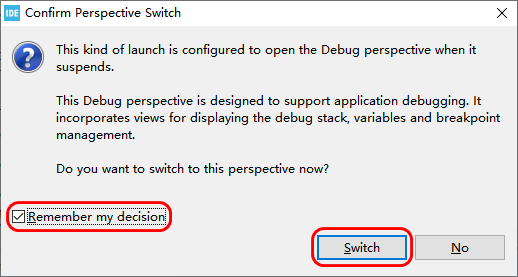 IDE Confirm Perspective Switch
This kind of launch is configured to open the Debug perspective when it
suspends.
This Debug perspective is designed to support application debugging. It
incorporates views for displaying the debug stack, variables and breakpoint
management.
Do you want to switch to this perspective now?
Remember my decision
Switch No